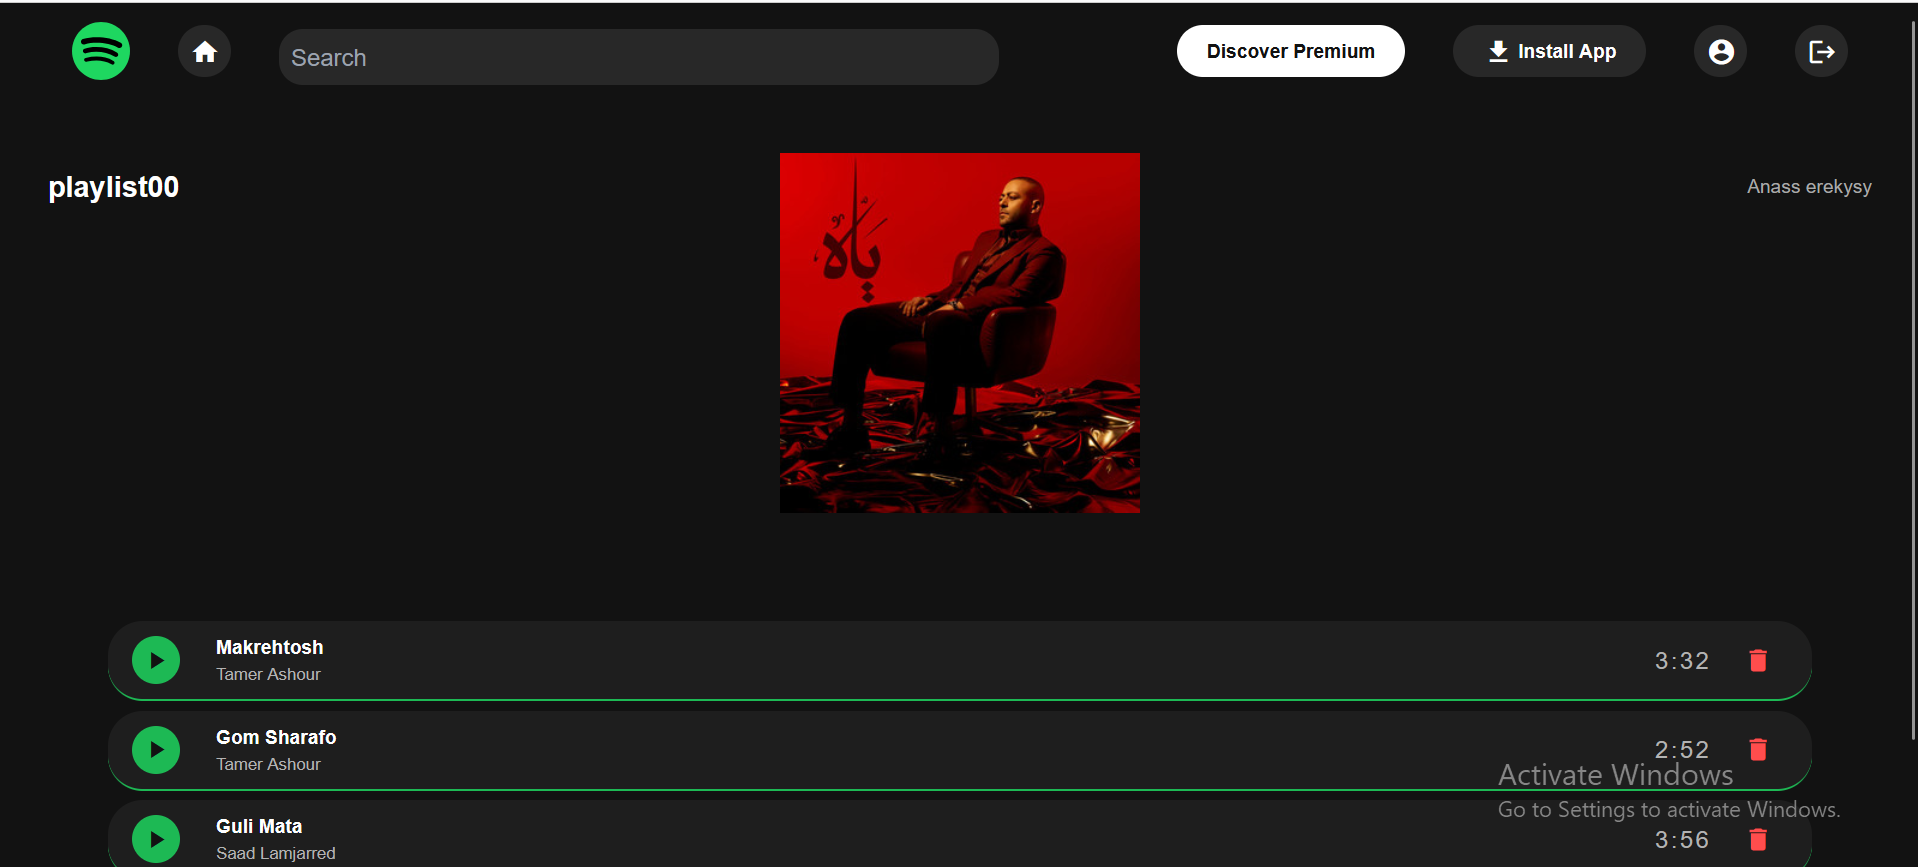 Search
Discover Premium
Install App
playlist00
Anass erekysy
ياه
Makrehtosh
Tamer Ashour
3:32
Gom Sharafo
Tamer Ashour
2:52
Activate Windows
Go to Settings to activate Windows.
Guli Mata
Saad Lamjarred
3:56